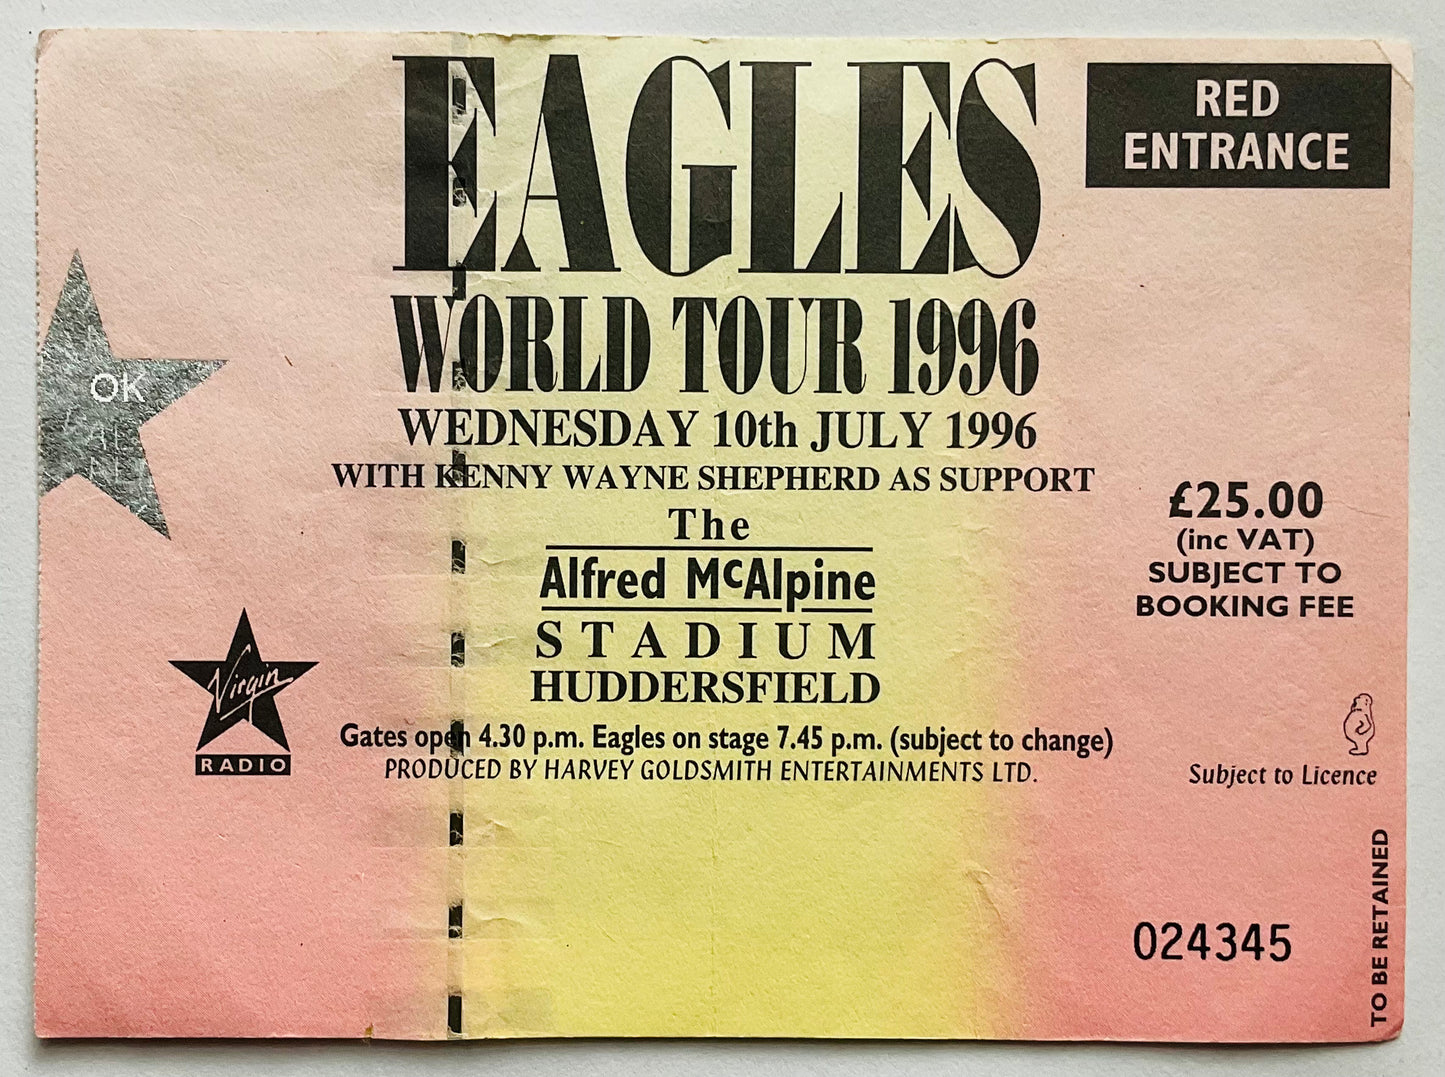 EAGLES
WORLD TOUR 1996
WEDNESDAY 10th JULY 1996
WITH KENNY WAYNE SHEPHERD AS SUPPORT
The
Alfred McAlpine
STADIUM
HUDDERSFIELD
Gates open 4.30 p.m. Eagles on stage 7.45 p.m. (subject to change)
PRODUCED BY HARVEY GOLDSMITH ENTERTAINMENTS LTD.
RED
ENTRANCE
OK
Virgin
RADIO
£25.00
(inc VAT)
SUBJECT TO
BOOKING FEE
Subject to Licence
024345
TO BE RETAINED